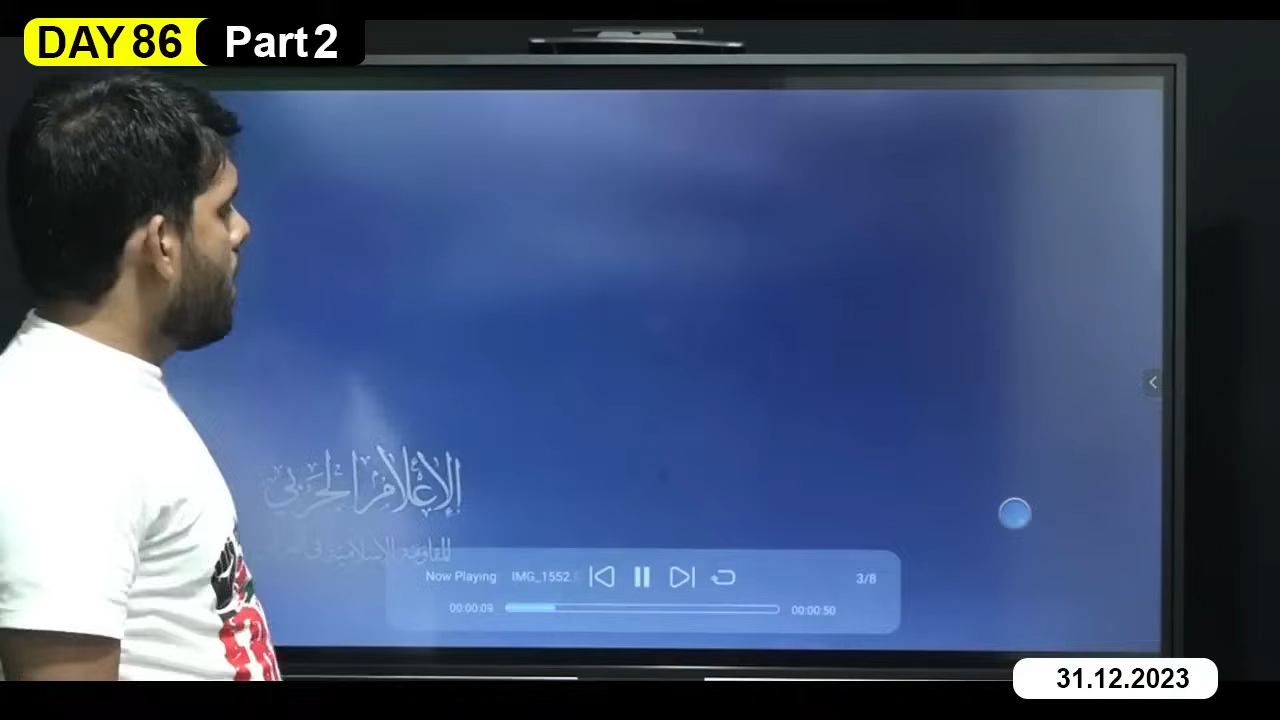 DAY 86 Part 2
الإعلام الحربي
للمقاومة الإسلامية في
Now Playing IMG_1552. 3/8
00:00:09 00:00:50
31.12.2023